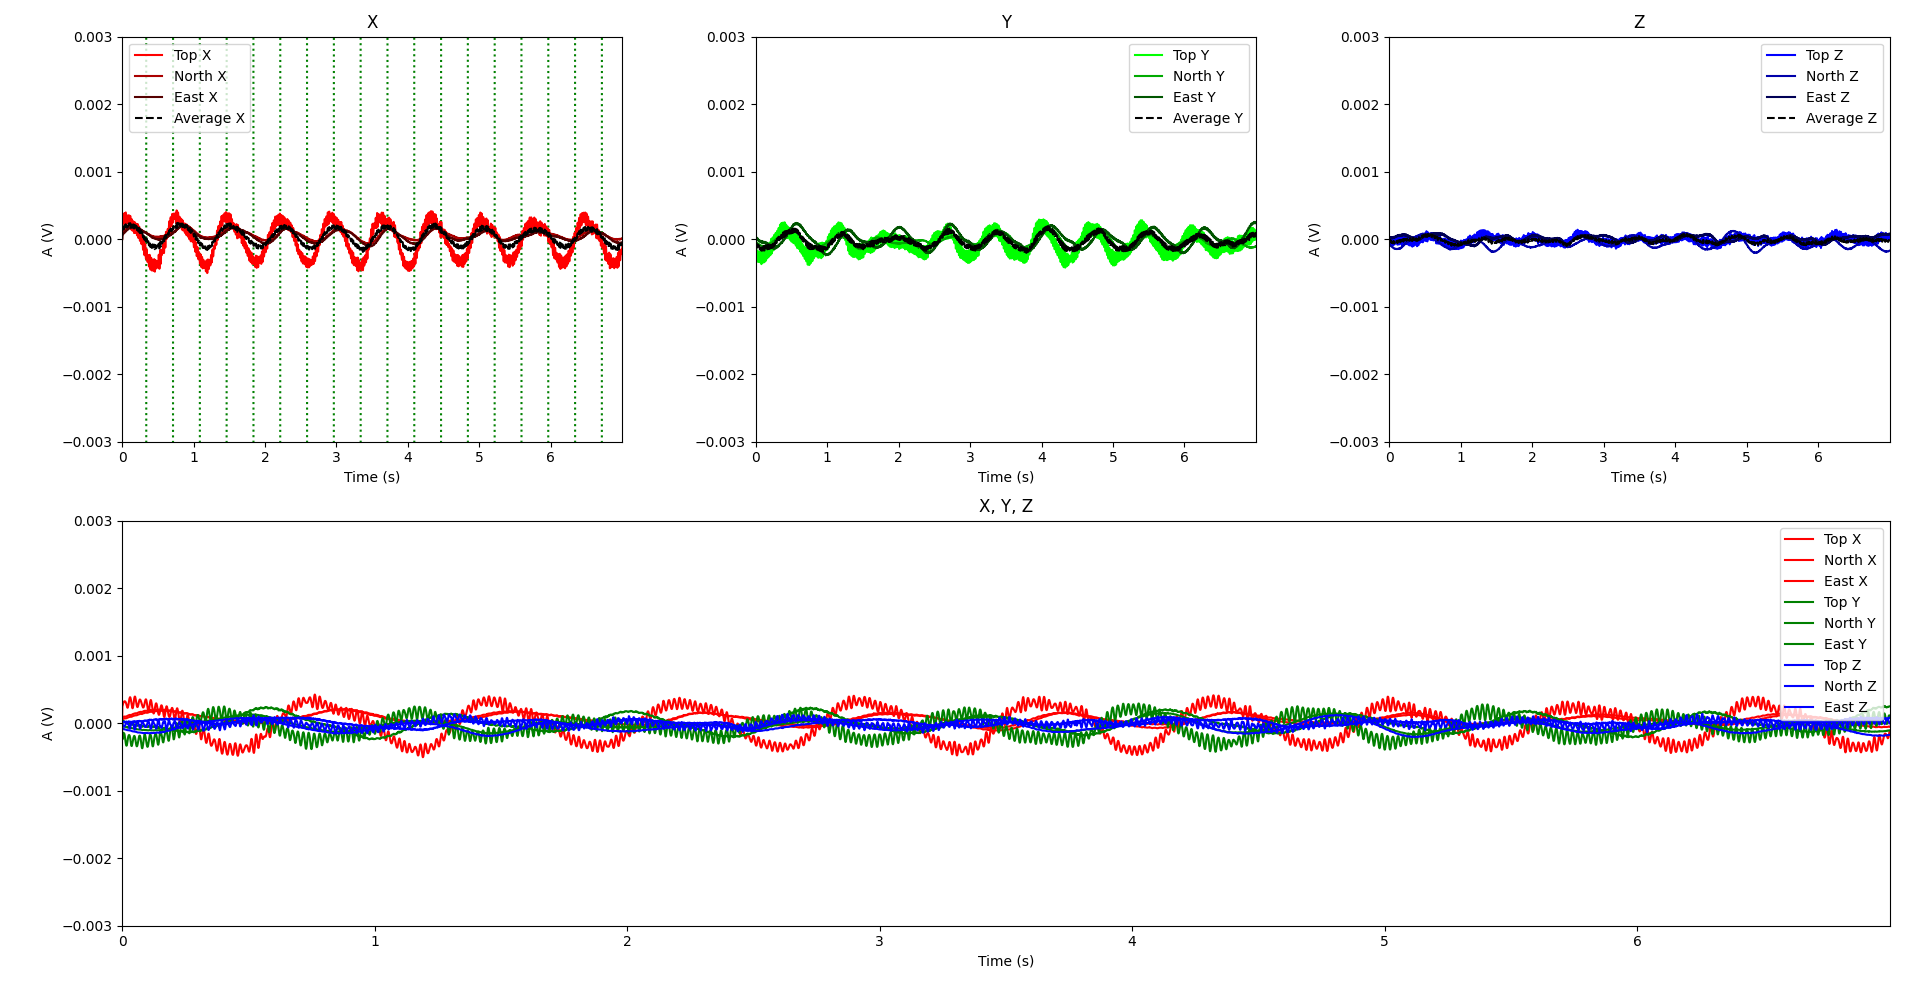 X
0.003
0.002
0.001
0.000
−0.001
−0.002
−0.003
A (V)
Top X
North X
East X
Average X
0 1 2 3 4 5 6
Time (s)
Y
0.003
0.002
0.001
0.000
−0.001
−0.002
−0.003
A (V)
Top Y
North Y
East Y
Average Y
0 1 2 3 4 5 6
Time (s)
Z
0.003
0.002
0.001
0.000
−0.001
−0.002
−0.003
A (V)
Top Z
North Z
East Z
Average Z
0 1 2 3 4 5 6
Time (s)
X, Y, Z
0.003
0.002
0.001
0.000
−0.001
−0.002
−0.003
A (V)
Top X
North X
East X
Top Y
North Y
East Y
Top Z
North Z
East Z
0 1 2 3 4 5 6
Time (s)